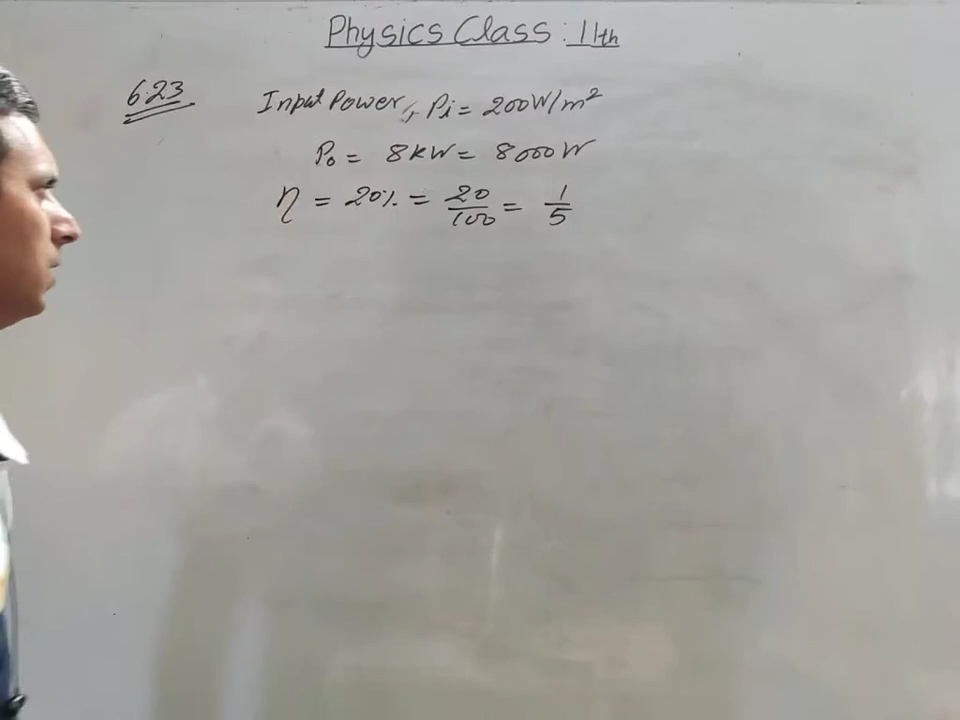 Physics Class : 11th
6.23 Input Power, Pi = 200W/m²
Po = 8kW = 8000W
η = 20% = 20/100 = 1/5